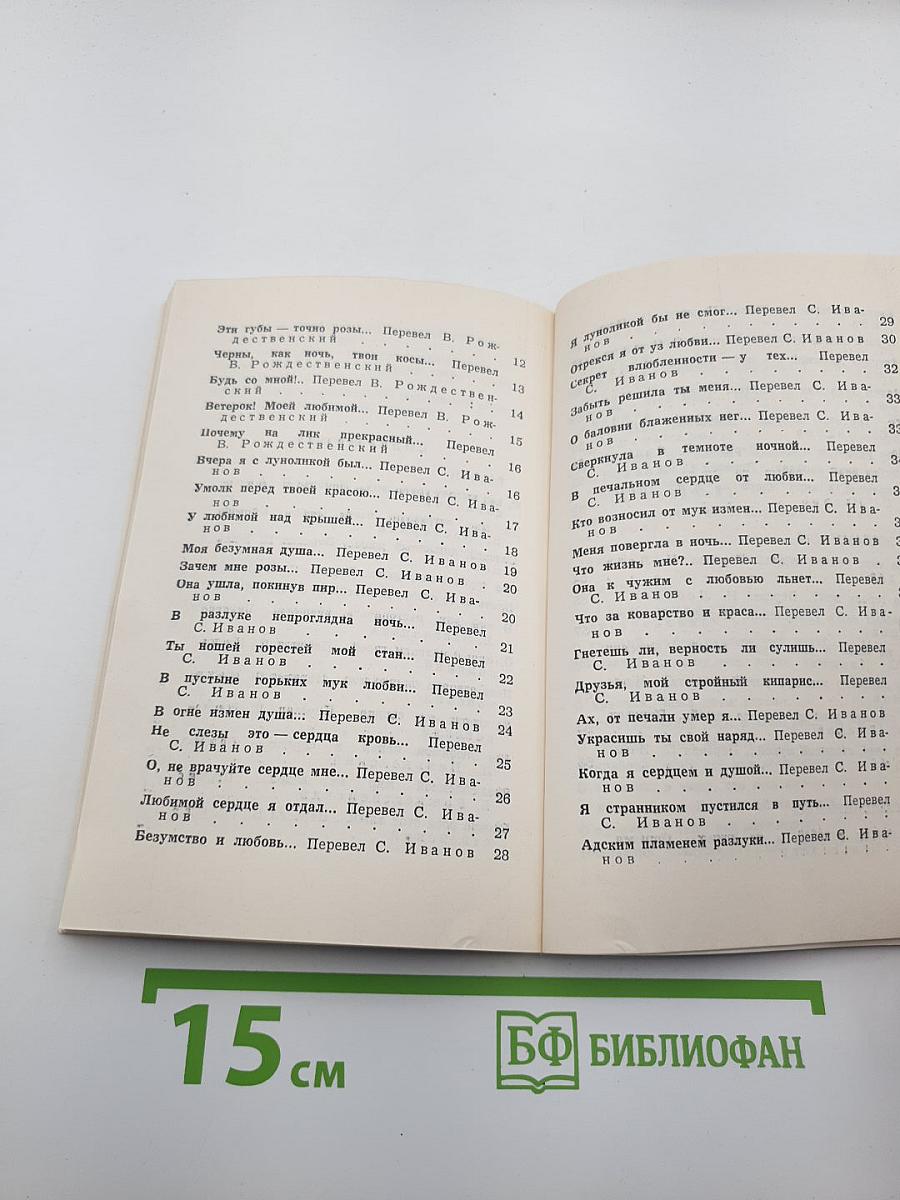 Эти губы — точно розы... Перевел В. Рож-
дественский . . . . . . . 12
Черны, как ночь, твои косы... Перевел
В. Рождественский . . . . . 13
Будь со мной!.. Перевел В. Рождествен-
ский . . . . . . . . . 14
Ветерок! Моей любимой... Перевел В. Рож-
дественский . . . . . . . 15
Почему на лик прекрасный... Перевел
В. Рождественский . . . . . 16
Вчера я с луноликой был... Перевел С. Ива-
нов . . . . . . . . . . 16
Умолк перед твоей красою... Перевел С. Ива-
нов . . . . . . . . . . 17
У любимой над крышей... Перевел С. Ива-
нов . . . . . . . . . . 18
Моя безумная душа... Перевел С. Иванов 19
Зачем мне розы... Перевел С. Иванов . 20
Она ушла, покинув пир... Перевел С. Ива-
нов . . . . . . . . . . 20
В разлуке непроглядна ночь... Перевел
С. Иванов . . . . . . . . 21
Ты ношей горестей мой стан... Перевел
С. Иванов . . . . . . . . 22
В пустыне горьких мук любви... Перевел
С. Иванов . . . . . . . . 23
В огне измен душа... Перевел С. Иванов 24
Не слезы это — сердца кровь... Перевел
С. Иванов . . . . . . . . 25
О, не врачуйте сердце мне... Перевел С. Ива-
нов . . . . . . . . . . 26
Любимой сердце я отдал... Перевел С. Ива-
нов . . . . . . . . . . 27
Безумство и любовь... Перевел С. Иванов 28
Я луноликой бы не смог... Перевел С. Ива-
нов . . . . . . . . . . 29
Отрекся я от уз любви... Перевел С. Иванов 30
Секрет влюбленности — у тех... Перевел
С. Иванов . . . . . . . . 32
Забыть решила ты меня... Перевел С. Ива-
нов . . . . . . . . . . 33
О баловни блаженных нег... Перевел С. Ива-
нов . . . . . . . . . . 33
Сверкнула в темноте ночной... Перевел
С. Иванов . . . . . . . .
В печальном сердце от любви... Перевел
С. Иванов . . . . . . . .
Кто возносил от мук измен... Перевел С. Ива-
нов . . . . . . . . . .
Меня повергла в ночь... Перевел С. Иванов
Что жизнь мне?.. Перевел С. Иванов .
Она к чужим с любовью льнет... Перевел
С. Иванов . . . . . . . .
Что за коварство и краса... Перевел С. Ива-
нов . . . . . . . . . .
Гнетешь ли, верность ли сулишь... Перевел
С. Иванов . . . . . . . .
Друзья, мой стройный кипарис... Перевел
С. Иванов . . . . . . . .
Ах, от печали умер я... Перевел С. Иванов
Украсишь ты свой наряд... Перевел С. Ива-
нов . . . . . . . . . .
Когда я сердцем и душой... Перевел С. Ива-
нов . . . . . . . . . .
Я странником пустился в путь... Перевел
С. Иванов . . . . . . . .
Адским пламенем разлуки... Перевел С. Ива-
нов . . . . . . . . . .
15 см
БФ БИБЛИОФАН